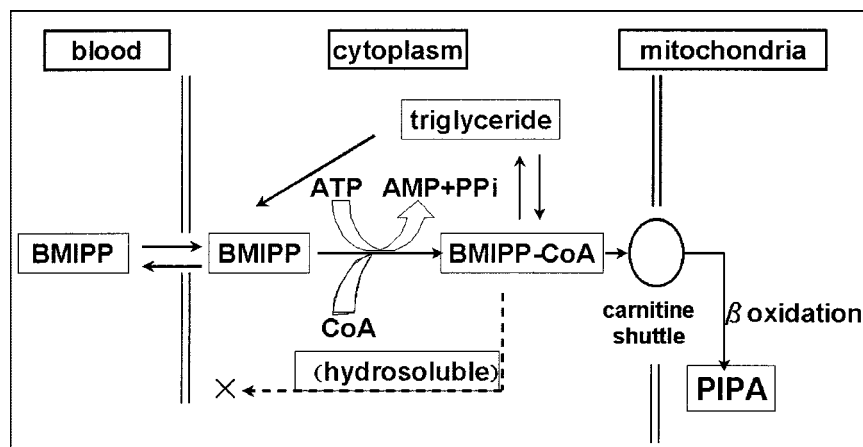 blood
cytoplasm
mitochondria
triglyceride
ATP
AMP+PPi
BMIPP
BMIPP
BMIPP-CoA
CoA
carnitine
shuttle
β oxidation
(hydrosoluble)
×
PIPA